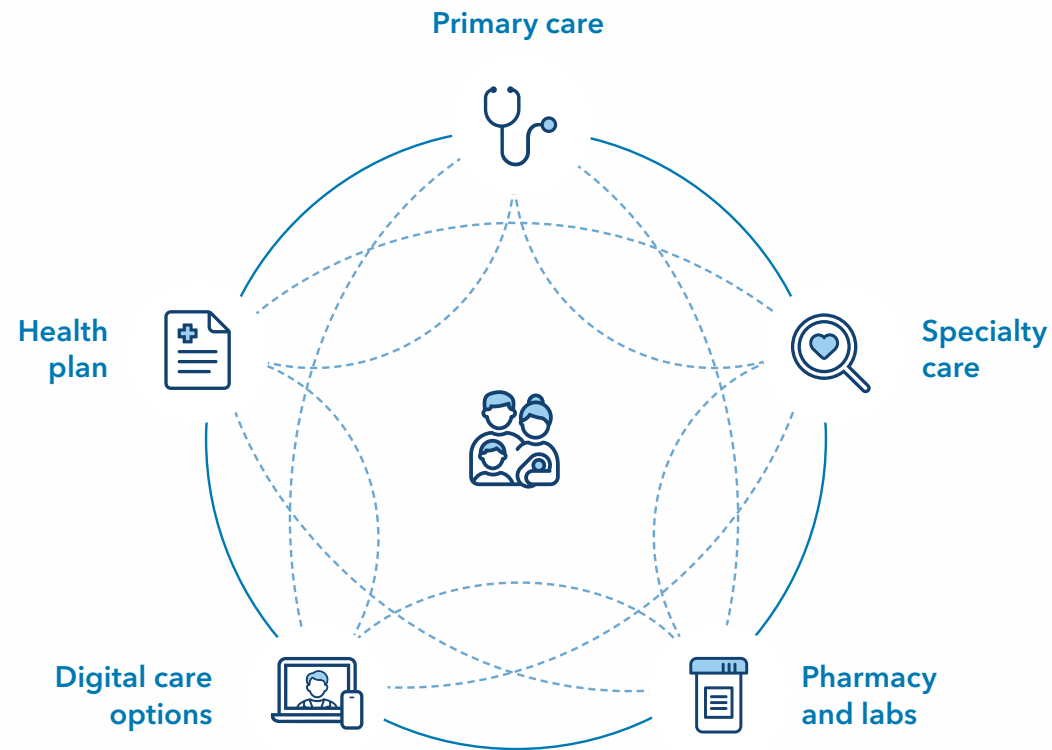 Primary care
Health
plan
Specialty
care
Digital care
options
Pharmacy
and labs